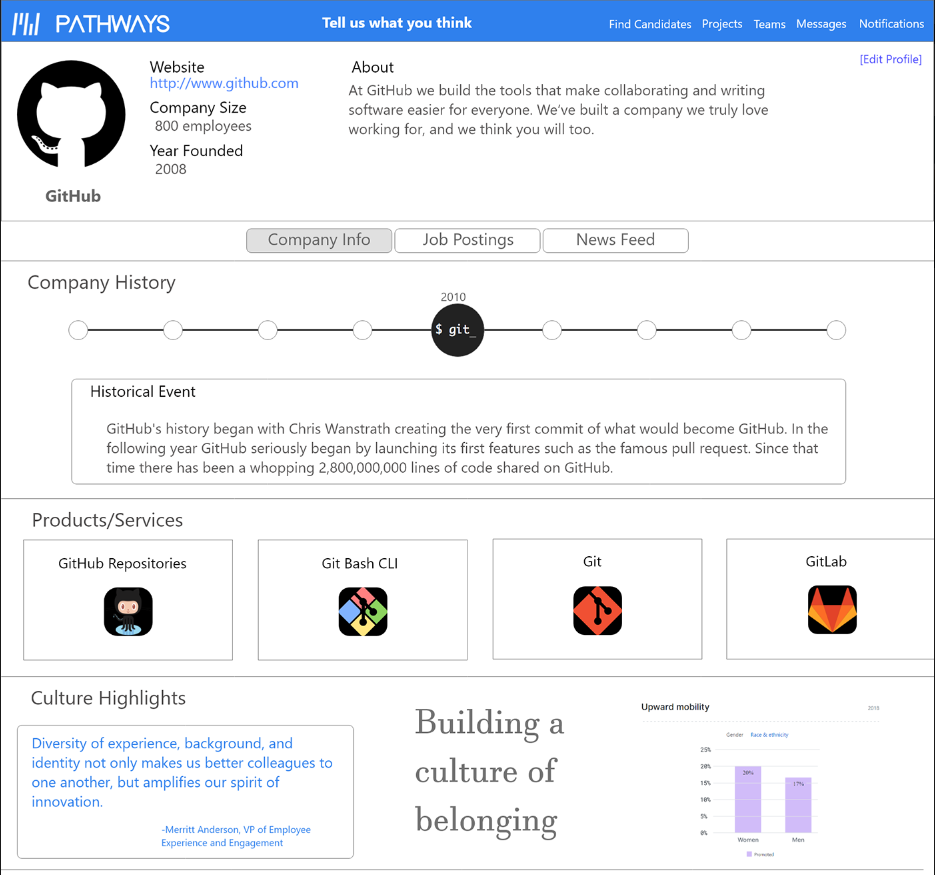 PATHWAYS
Tell us what you think
Find Candidates
Projects
Teams
Messages
Notifications
[Edit Profile]
Website
http://www.github.com
Company Size
800 employees
Year Founded
2008
GitHub
About
At GitHub we build the tools that make collaborating and writing
software easier for everyone. We've built a company we truly love
working for, and we think you will too.
Company Info
Job Postings
News Feed
Company History
2010
$ git_
Historical Event
GitHub's history began with Chris Wanstrath creating the very first commit of what would become GitHub. In the
following year GitHub seriously began by launching its first features such as the famous pull request. Since that
time there has been a whopping 2,800,000,000 lines of code shared on GitHub.
Products/Services
GitHub Repositories
Git Bash CLI
Git
GitLab
Culture Highlights
Diversity of experience, background, and
identity not only makes us better colleagues to
one another, but amplifies our spirit of
innovation.
-Merritt Anderson, VP of Employee
Experience and Engagement
Building a
culture of
belonging
Upward mobility
2018
Gender
Race & ethnicity
25%
20%
15%
10%
5%
0%
20%
17%
Women
Men
Promoted